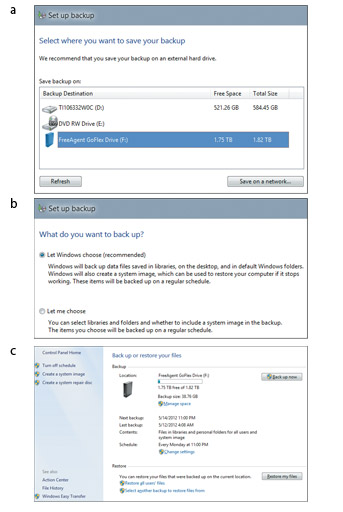 a
Set up backup
Select where you want to save your backup
We recommend that you save your backup on an external hard drive.
Save backup on:
Backup Destination Free Space Total Size
TI106332W0C (D:) 521.26 GB 584.45 GB
DVD RW Drive (E:)
FreeAgent GoFlex Drive (F:) 1.75 TB 1.82 TB
Refresh Save on a network...
b
Set up backup
What do you want to back up?
Let Windows choose (recommended)
Windows will back up data files saved in libraries, on the desktop, and in default Windows folders.
Windows will also create a system image, which can be used to restore your computer if it stops
working. These items will be backed up on a regular schedule.
Let me choose
You can select libraries and folders and whether to include a system image in the backup.
The items you choose will be backed up on a regular schedule.
c
Control Panel Home
Turn off schedule
Create a system image
Create a system repair disc
Back up or restore your files
Backup
Location: FreeAgent GoFlex Drive (F:) Back up now
1.75 TB free of 1.82 TB
Backup size: 38.76 GB
Manage space
Next backup: 5/14/2012 11:00 PM
Last backup: 5/12/2012 4:08 AM
Contents: Files in libraries and personal folders for all users and
system image
Schedule: Every Monday at 11:00 PM
Change settings
Restore
You can restore your files that were backed up on the current location. Restore my files
Restore all users' files
Select another backup to restore files from
See also
Action Center
File History
Windows Easy Transfer